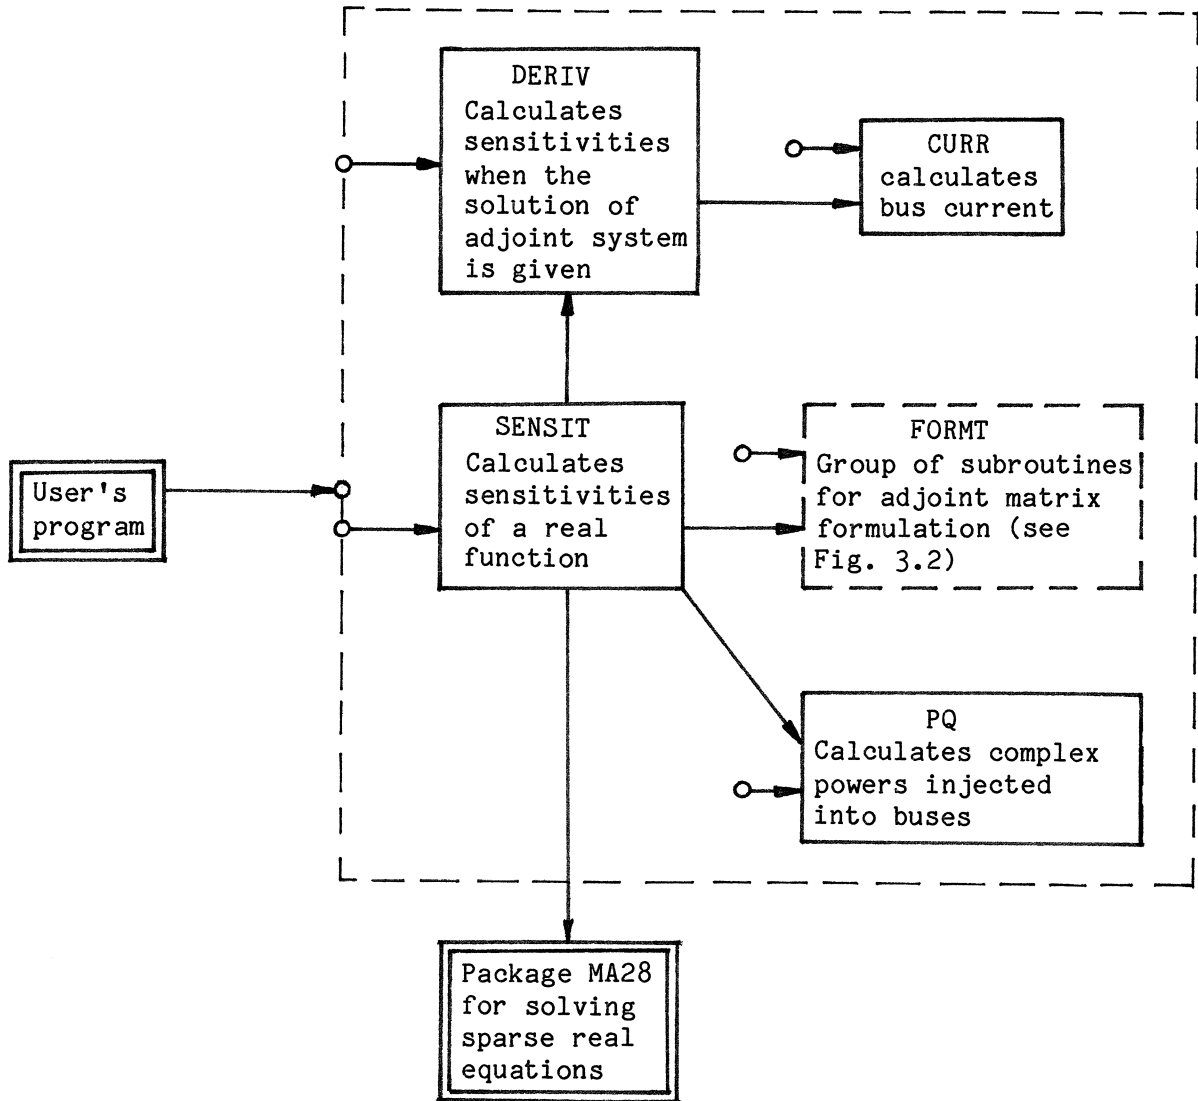 DERIV
Calculates
sensitivities
when the
solution of
adjoint system
is given
CURR
calculates
bus current
User's
program
SENSIT
Calculates
sensitivities
of a real
function
FORMT
Group of subroutines
for adjoint matrix
formulation (see
Fig. 3.2)
PQ
Calculates complex
powers injected
into buses
Package MA28
for solving
sparse real
equations